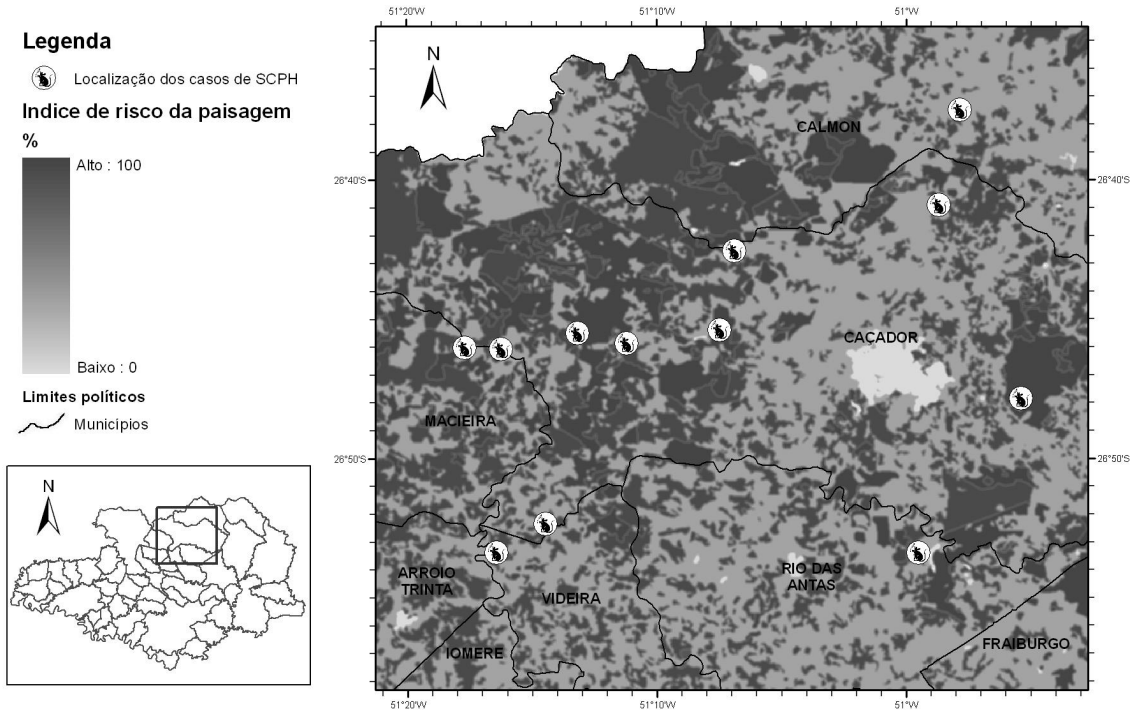 Legenda
Localização dos casos de SCPH
Indice de risco da paisagem
%
Alto : 100
Baixo : 0
Limites políticos
Municípios
N
51°20'W
51°10'W
51°W
N
CALMON
26°40'S
26°40'S
CAÇADOR
MACIEIRA
26°50'S
26°50'S
ARROIO
TRINTA
VIDEIRA
RIO DAS
ANTAS
IOMERE
FRAIBURGO
51°20'W
51°10'W
51°W